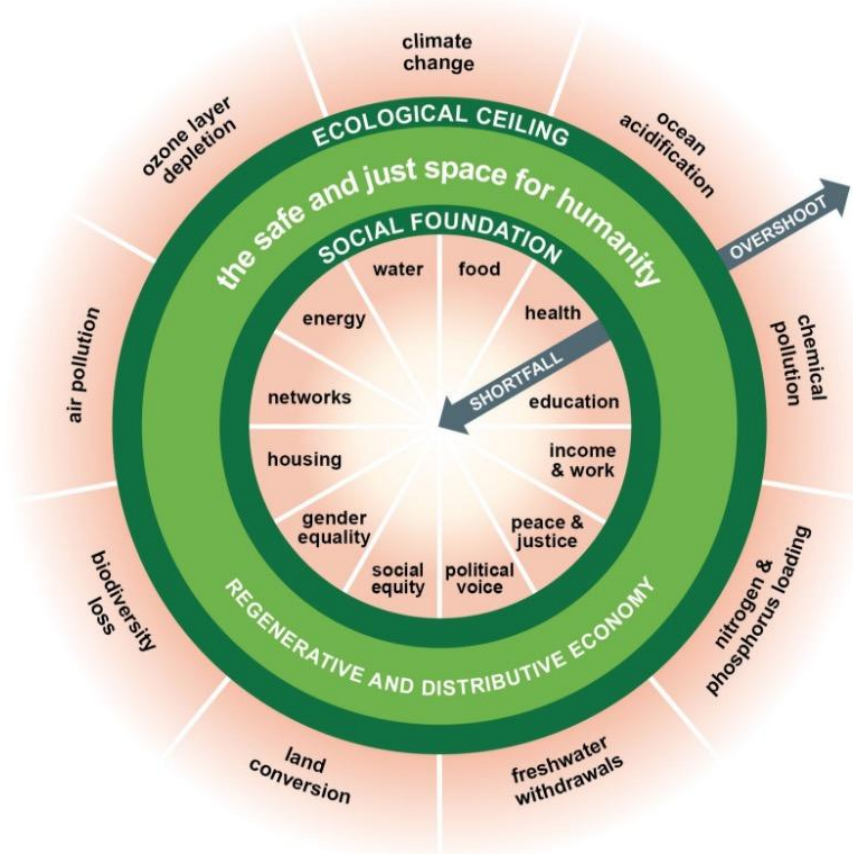 climate
change
ocean
acidification
chemical
pollution
nitrogen &
phosphorus loading
freshwater
withdrawals
land
conversion
biodiversity
loss
air pollution
ozone layer
depletion
ECOLOGICAL CEILING
the safe and just space for humanity
SOCIAL FOUNDATION
OVERSHOOT
SHORTFALL
water
food
health
education
income
& work
peace &
justice
political
voice
social
equity
gender
equality
housing
networks
energy
REGENERATIVE AND DISTRIBUTIVE ECONOMY